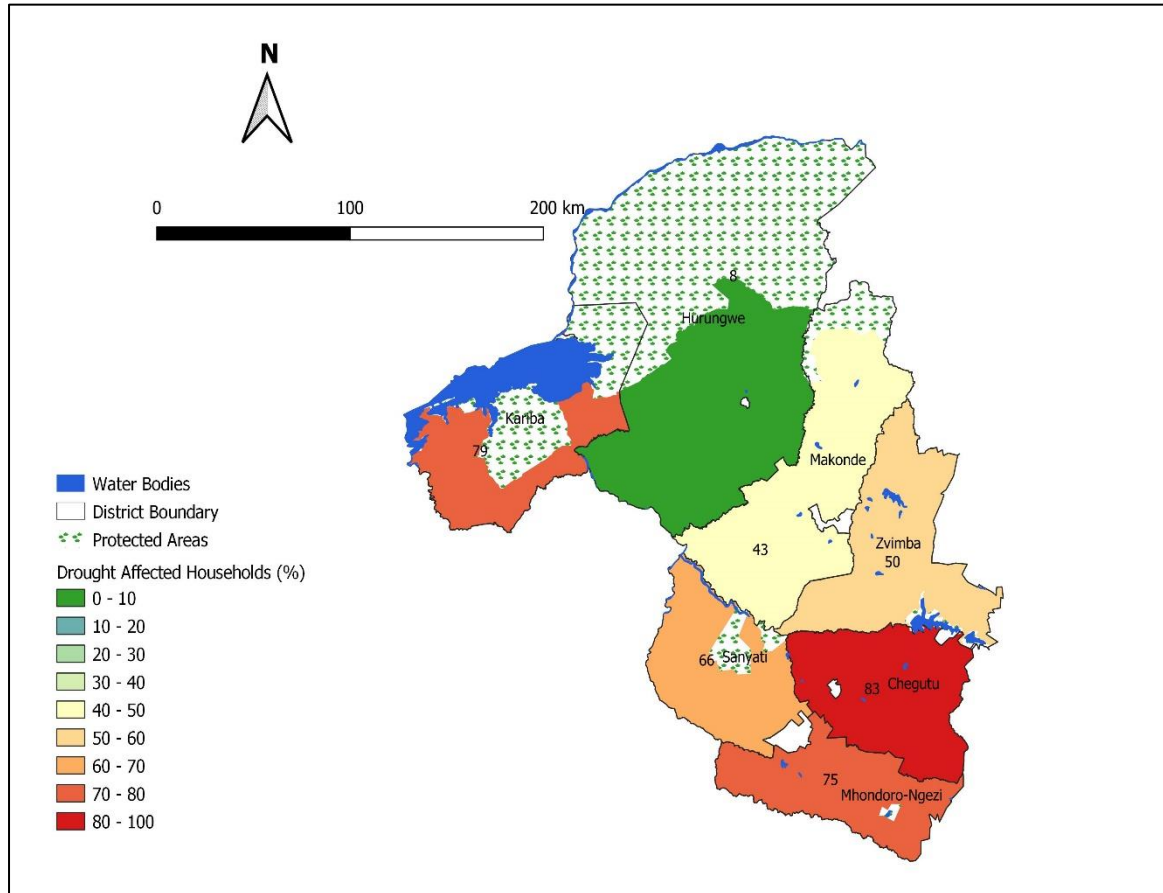 N
0 100 200 km
8
Hurungwe
Kariba
79
Makonde
43
Zvimba
50
66 Sanyati
83 Chegutu
75
Mhondoro-Ngezi
Water Bodies
District Boundary
Protected Areas
Drought Affected Households (%)
0 - 10
10 - 20
20 - 30
30 - 40
40 - 50
50 - 60
60 - 70
70 - 80
80 - 100